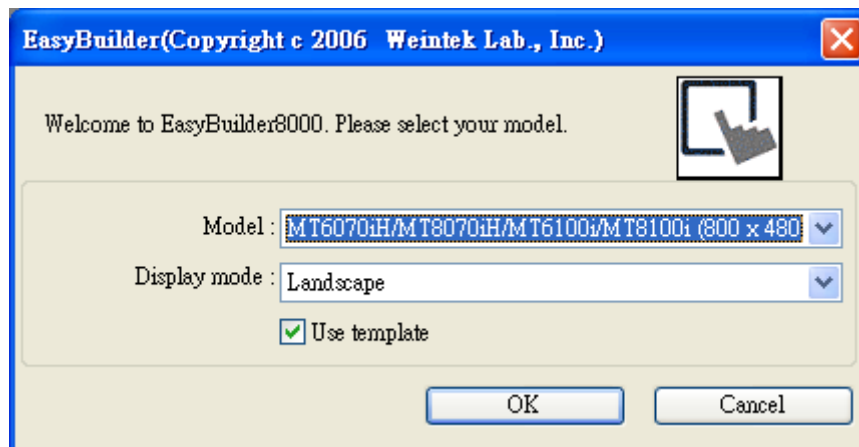 EasyBuilder(Copyright c 2006 Weintek Lab., Inc.)
Welcome to EasyBuilder8000. Please select your model.
Model : MT6070iH/MT8070iH/MT6100i/MT8100i (800 x 480
Display mode : Landscape
Use template
OK Cancel